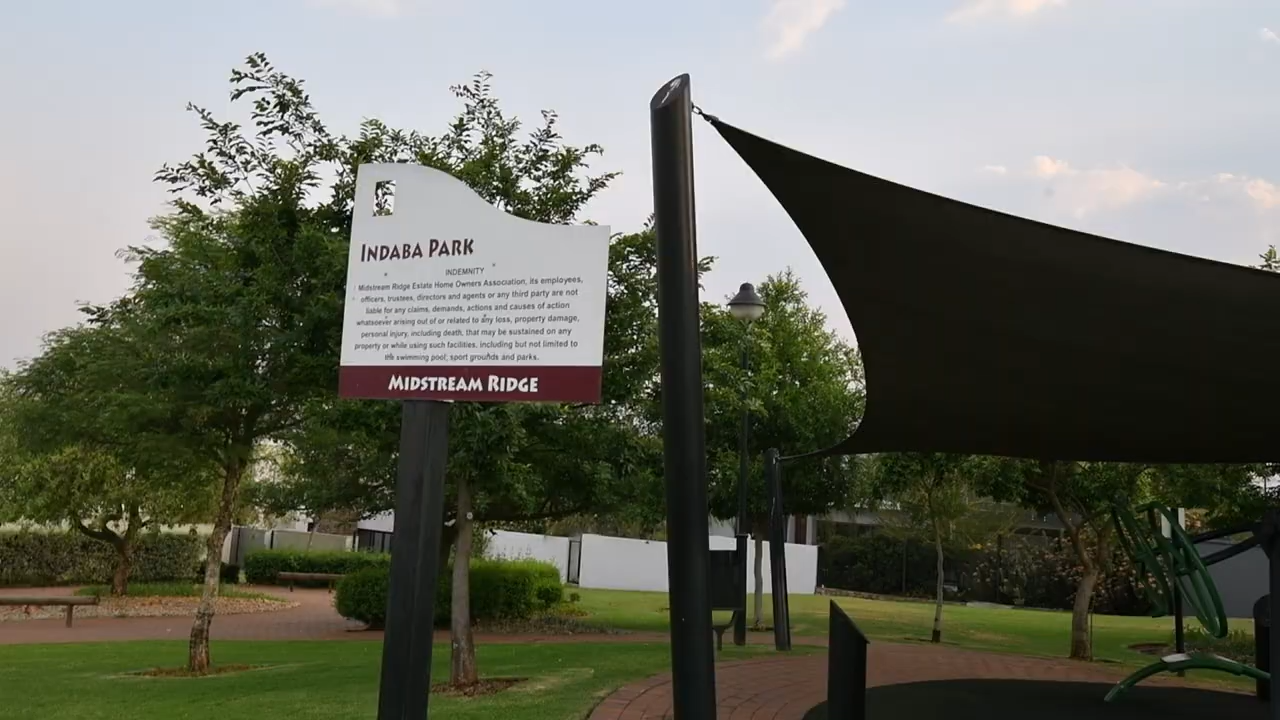 INDABA PARK
INDEMNITY
Midstream Ridge Estate Home Owners Association, its employees,
officers, trustees, directors and agents or any third party are not
liable for any claims, demands, actions and causes of action
whatsoever arising out of or related to any loss, property damage,
personal injury, including death, that may be sustained on any
property or while using such facilities, including but not limited to
the swimming pool, sport grounds and parks.
MIDSTREAM RIDGE